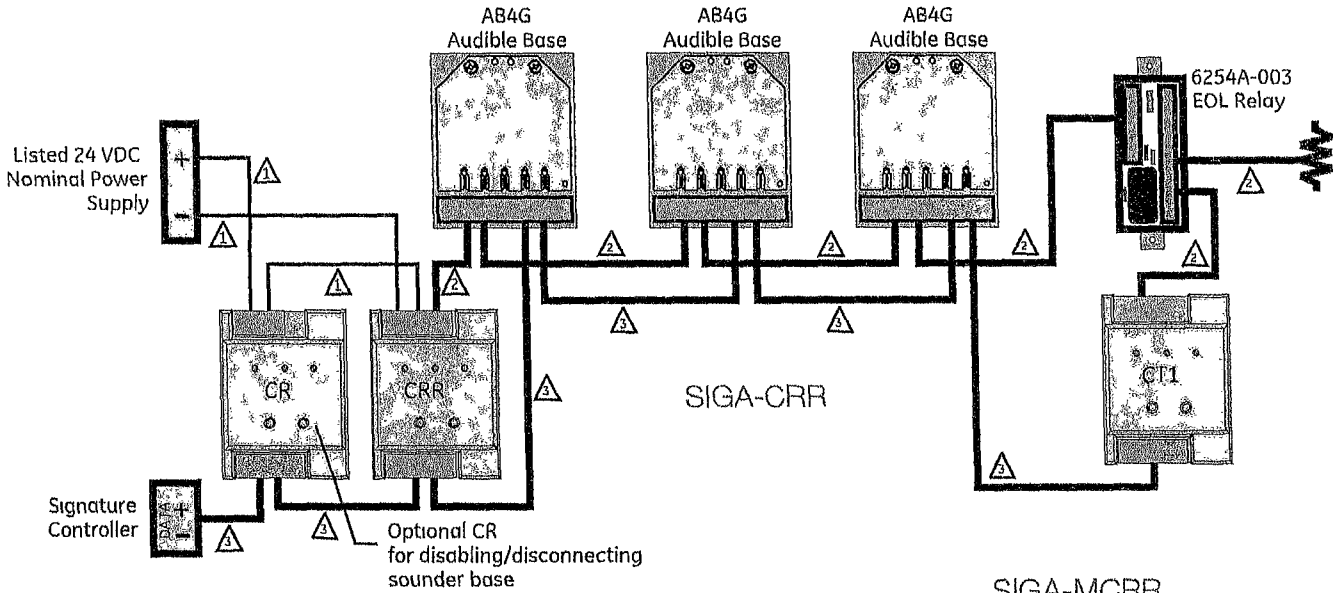 AB4G
Audible Base
AB4G
Audible Base
AB4G
Audible Base
6254A-003
EOL Relay
Listed 24 VDC
Nominal Power
Supply
+
-
1
1
1
2
2
2
2
2
2
3
3
3
CR
CRR
SIGA-CRR
CT1
3
Signature
Controller
DATA
+
-
3
3
Optional CR
for disabling/disconnecting
sounder base
SIGA-MCRR